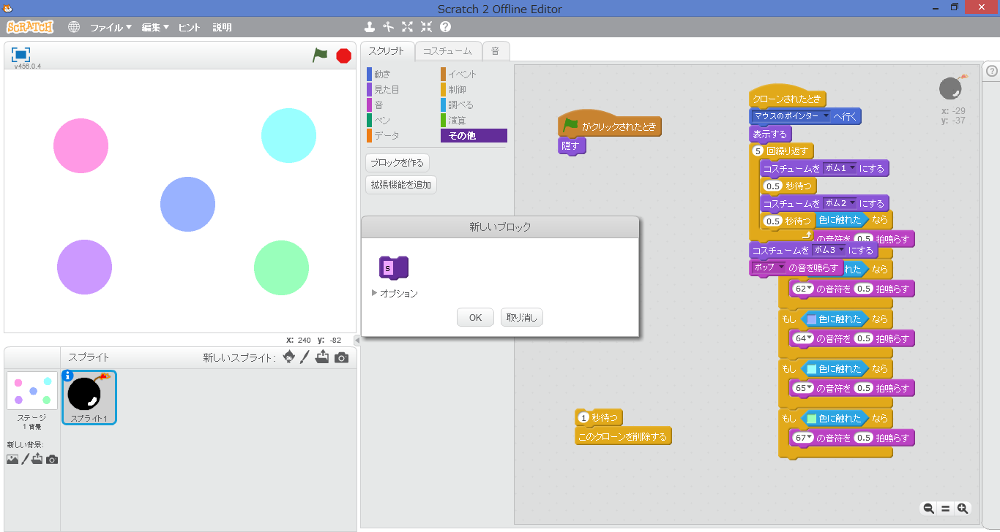 Scratch 2 Offline Editor
SCRATCH ファイル▼ 編集▼ ヒント 説明
v456.0.4
スクリプト コスチューム 音
動き イベント
見た目 制御
音 調べる
ペン 演算
データ その他
ブロックを作る
拡張機能を追加
がクリックされたとき
隠す
クローンされたとき
マウスのポインター へ行く
表示する
5 回繰り返す
コスチュームを ボム1 にする
0.5 秒待つ
コスチュームを ボム2 にする
0.5 秒待つ 色に触れた なら
の音符を 0.5 拍鳴らす
コスチュームを ボム3 にする
ポップ の音を鳴らす れた なら
62 の音符を 0.5 拍鳴らす
もし 色に触れた なら
64 の音符を 0.5 拍鳴らす
もし 色に触れた なら
65 の音符を 0.5 拍鳴らす
もし 色に触れた なら
67 の音符を 0.5 拍鳴らす
x: -29
y: -37
新しいブロック
s
オプション
OK 取り消し
1 秒待つ
このクローンを削除する
x: 240 y: -82
スプライト 新しいスプライト:
ステージ
1 背景
スプライト1
新しい背景: